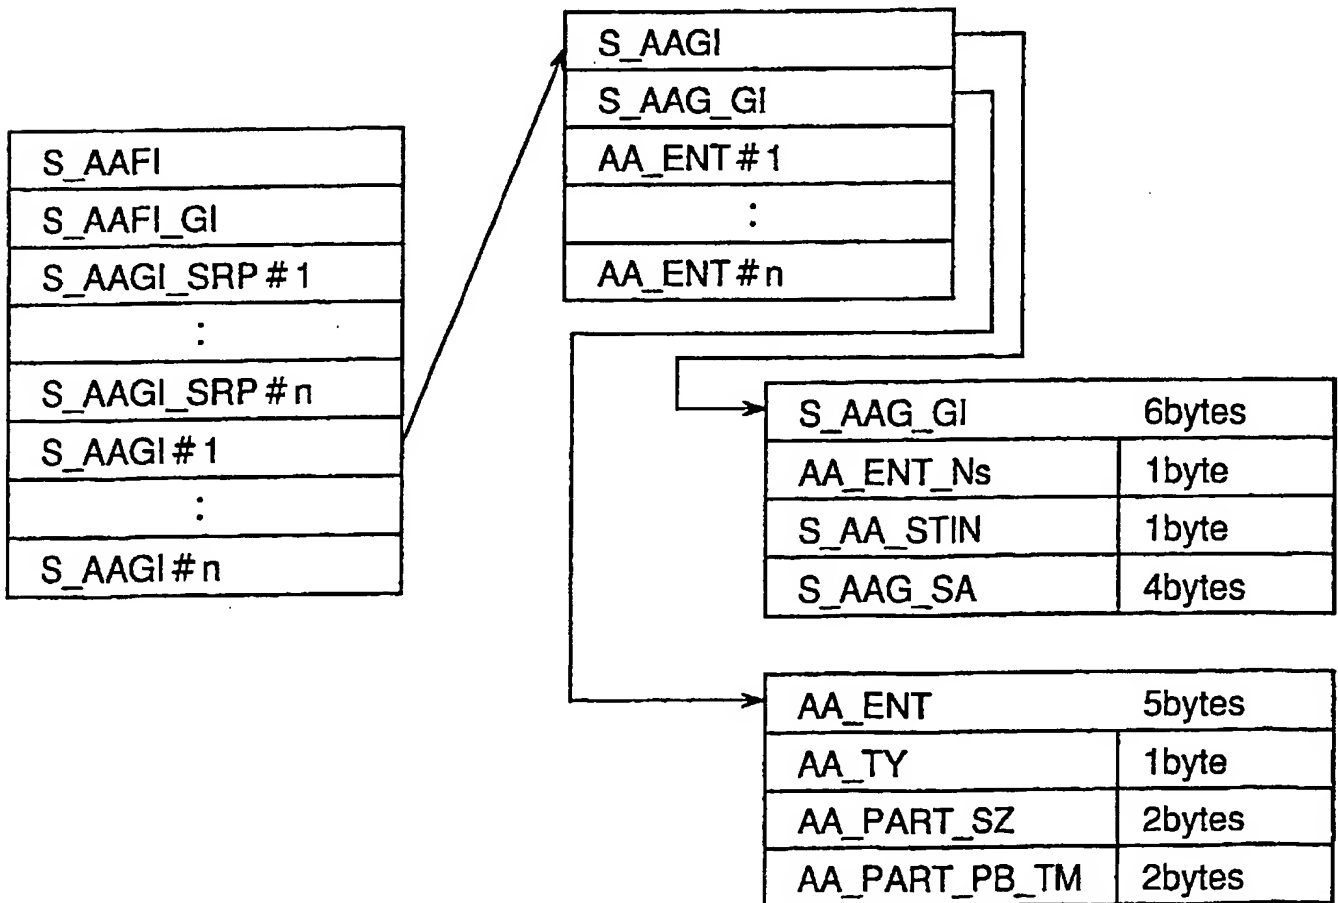 S_AAFI
S_AAFI_GI
S_AAGI_SRP#1
:
S_AAGI_SRP#n
S_AAGI#1
:
S_AAGI#n
S_AAGI
S_AAG_GI
AA_ENT#1
:
AA_ENT#n
S_AAG_GI 6bytes
AA_ENT_Ns 1byte
S_AA_STIN 1byte
S_AAG_SA 4bytes
AA_ENT 5bytes
AA_TY 1byte
AA_PART_SZ 2bytes
AA_PART_PB_TM 2bytes